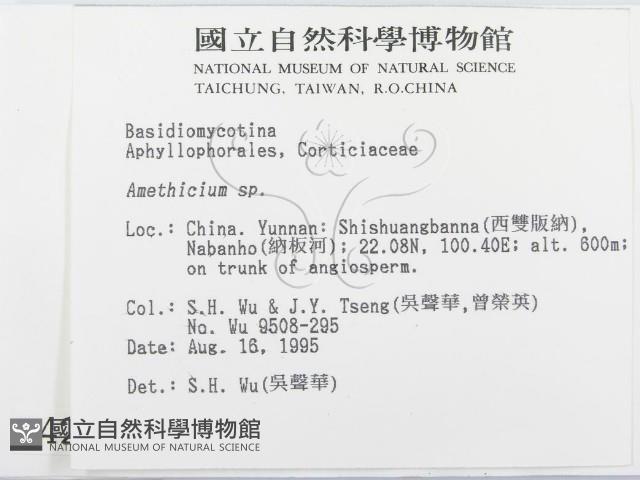 國立自然科學博物館
NATIONAL MUSEUM OF NATURAL SCIENCE
TAICHUNG, TAIWAN, R.O.CHINA
Basidiomycotina
Aphyllophorales, Corticiaceae
Amethicium sp.
Loc.: China. Yunnan: Shishuangbanna(西雙版納),
Nabanho(納板河); 22.08N, 100.40E; alt. 600m;
on trunk of angiosperm.
Col.: S.H. Wu & J.Y. Tseng(吳聲華,曾榮英)
No. Wu 9508-295
Date: Aug. 16, 1995
Det.: S.H. Wu(吳聲華)
國立自然科學博物館
NATIONAL MUSEUM OF NATURAL SCIENCE